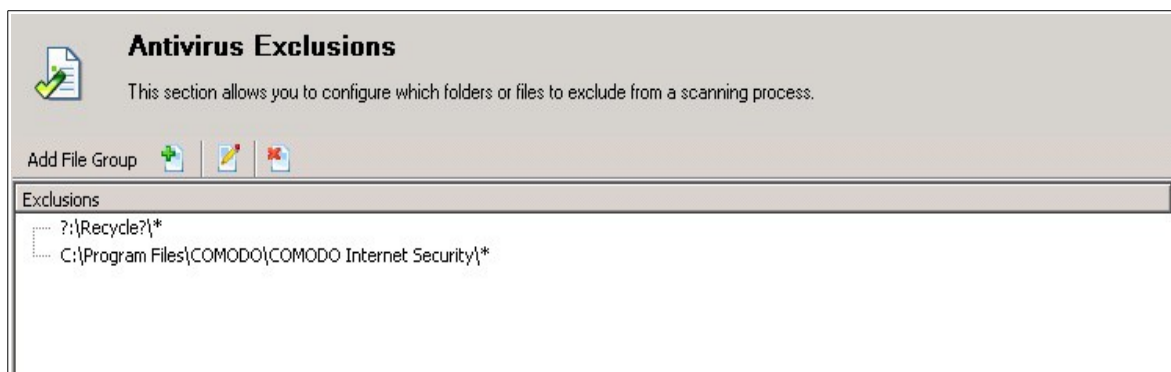 Antivirus Exclusions
This section allows you to configure which folders or files to exclude from a scanning process.
Add File Group
Exclusions
?:\Recycle?\*
C:\Program Files\COMODO\COMODO Internet Security\*